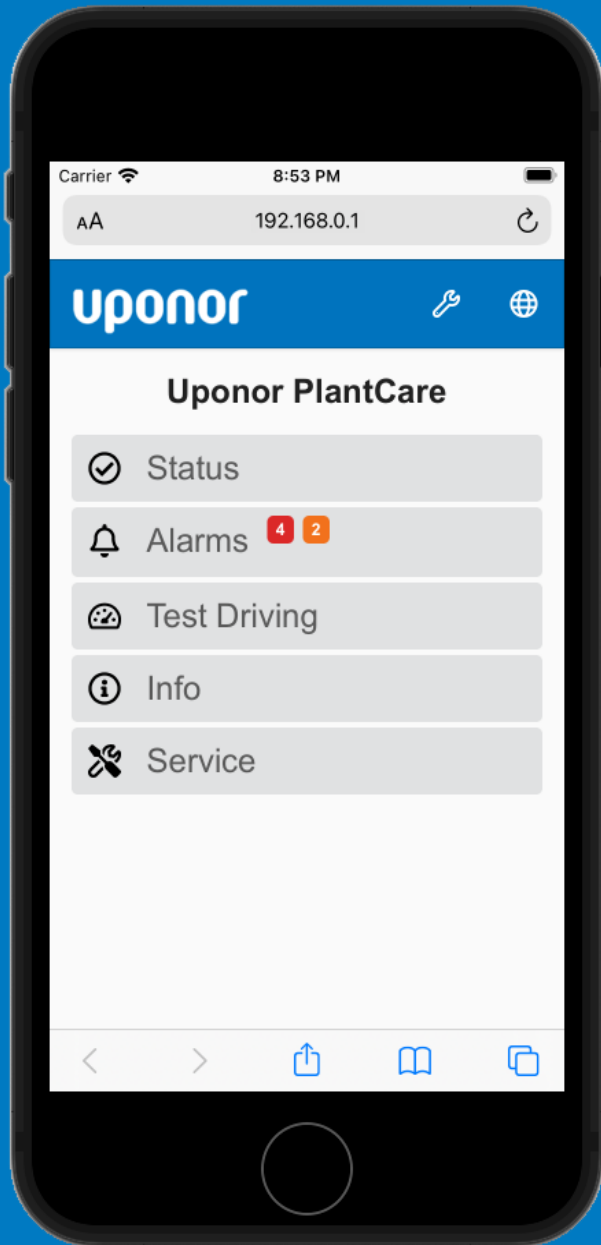 Carrier 8:53 PM
AA 192.168.0.1
uponor
Uponor PlantCare
Status
Alarms 4 2
Test Driving
Info
Service